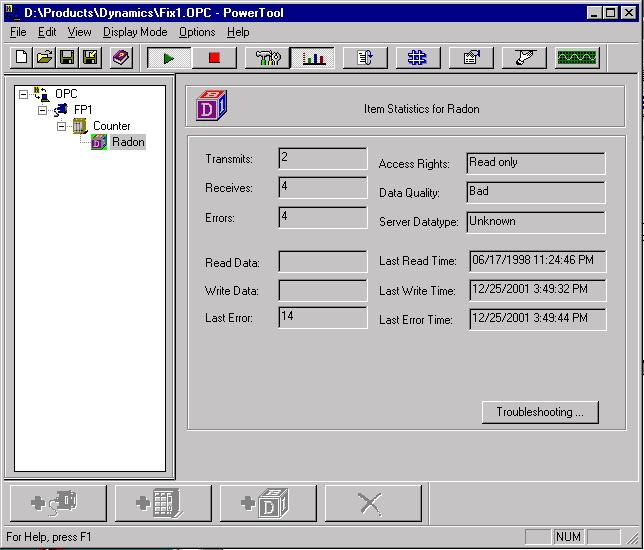 D:\Products\Dynamics\Fix1.OPC - PowerTool
File Edit View Display Mode Options Help
OPC
FP1
Counter
Radon
Item Statistics for Radon
Transmits: 2
Receives: 4
Errors: 4
Read Data:
Write Data:
Last Error: 14
Access Rights: Read only
Data Quality: Bad
Server Datatype: Unknown
Last Read Time: 06/17/1998 11:24:46 PM
Last Write Time: 12/25/2001 3:49:32 PM
Last Error Time: 12/25/2001 3:49:44 PM
Troubleshooting ...
For Help, press F1
NUM